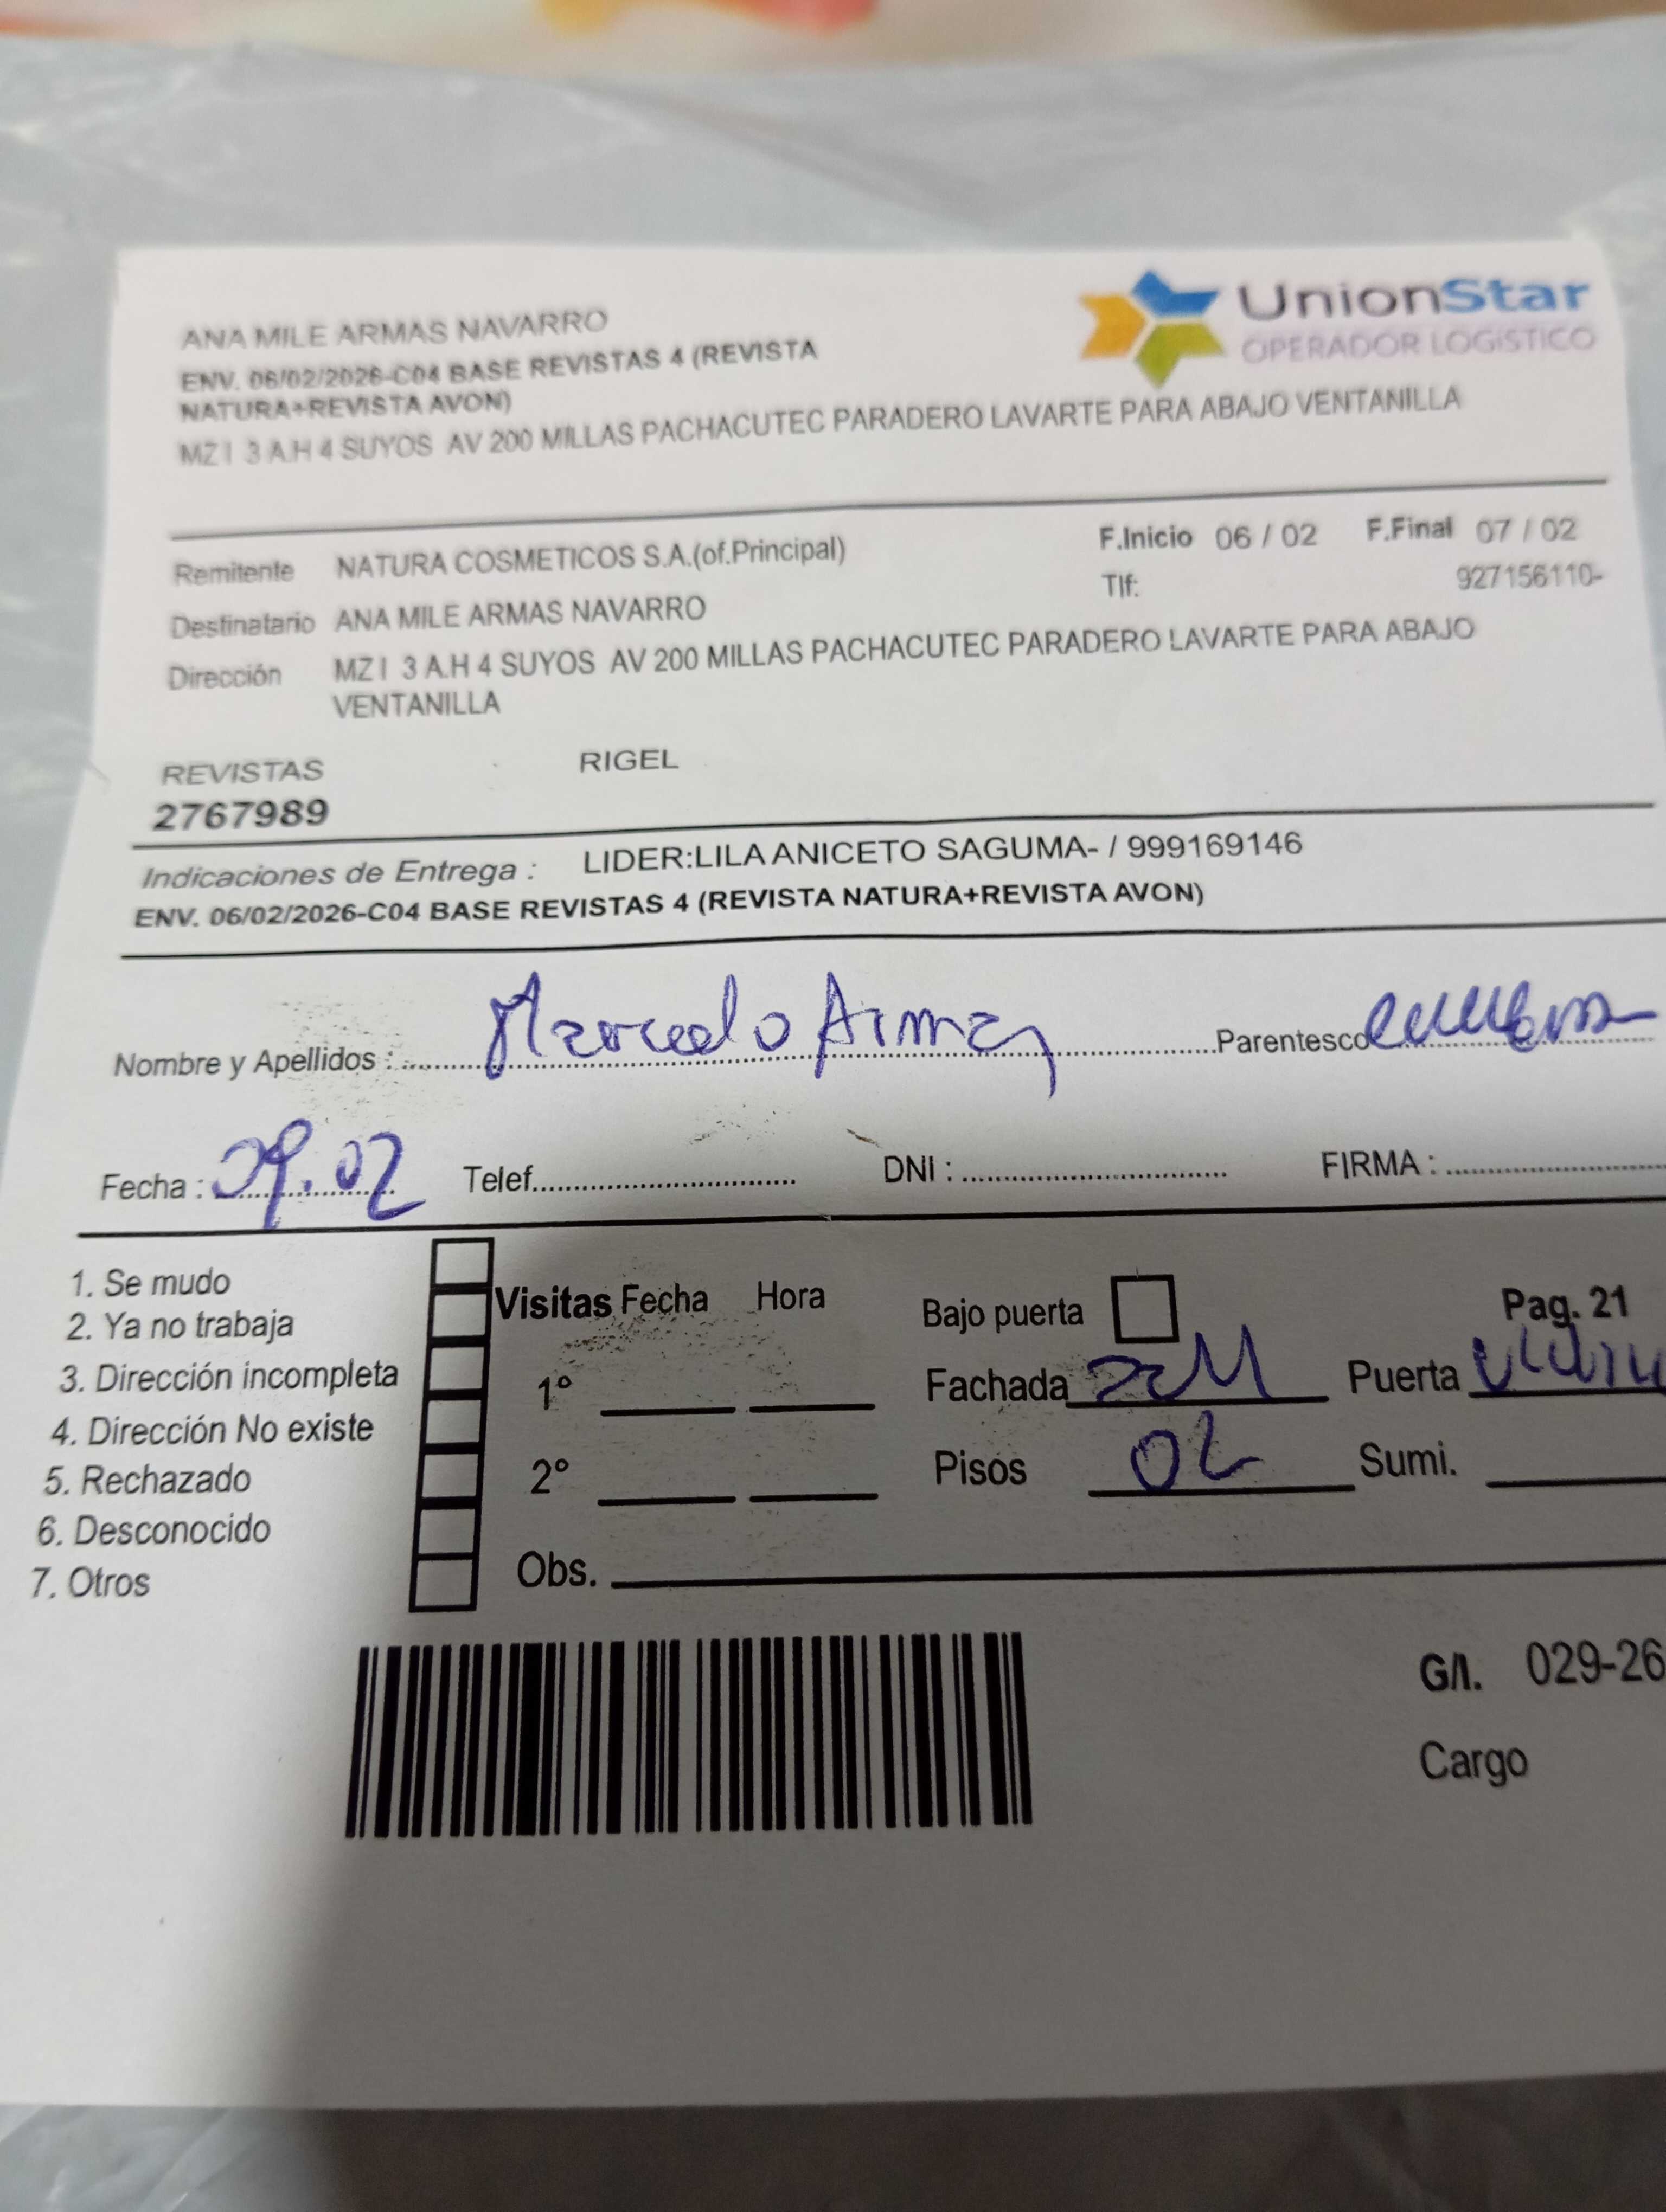 UnionStar
OPERADOR LOGISTICO
ANA MILE ARMAS NAVARRO
ENV. 06/02/2026-C04 BASE REVISTAS 4 (REVISTA
NATURA+REVISTA AVON)
MZ I 3 A.H 4 SUYOS AV 200 MILLAS PACHACUTEC PARADERO LAVARTE PARA ABAJO VENTANILLA
Remitente NATURA COSMETICOS S.A.(of.Principal) F.Inicio 06 / 02 F.Final 07 / 02
Tlf: 927156110-
Destinatario ANA MILE ARMAS NAVARRO
Dirección MZ I 3 A.H 4 SUYOS AV 200 MILLAS PACHACUTEC PARADERO LAVARTE PARA ABAJO
VENTANILLA
REVISTAS RIGEL
2767989
Indicaciones de Entrega : LIDER:LILA ANICETO SAGUMA- / 999169146
ENV. 06/02/2026-C04 BASE REVISTAS 4 (REVISTA NATURA+REVISTA AVON)
Nombre y Apellidos : Marcelo Armas Parentesco
Fecha : 09.02 Telef. DNI : FIRMA :
1. Se mudo
2. Ya no trabaja
3. Dirección incompleta
4. Dirección No existe
5. Rechazado
6. Desconocido
7. Otros
Visitas Fecha Hora
1°
2°
Obs.
Bajo puerta Pag. 21
Fachada Puerta
Pisos 02 Sumi.
G/I. 029-26
Cargo